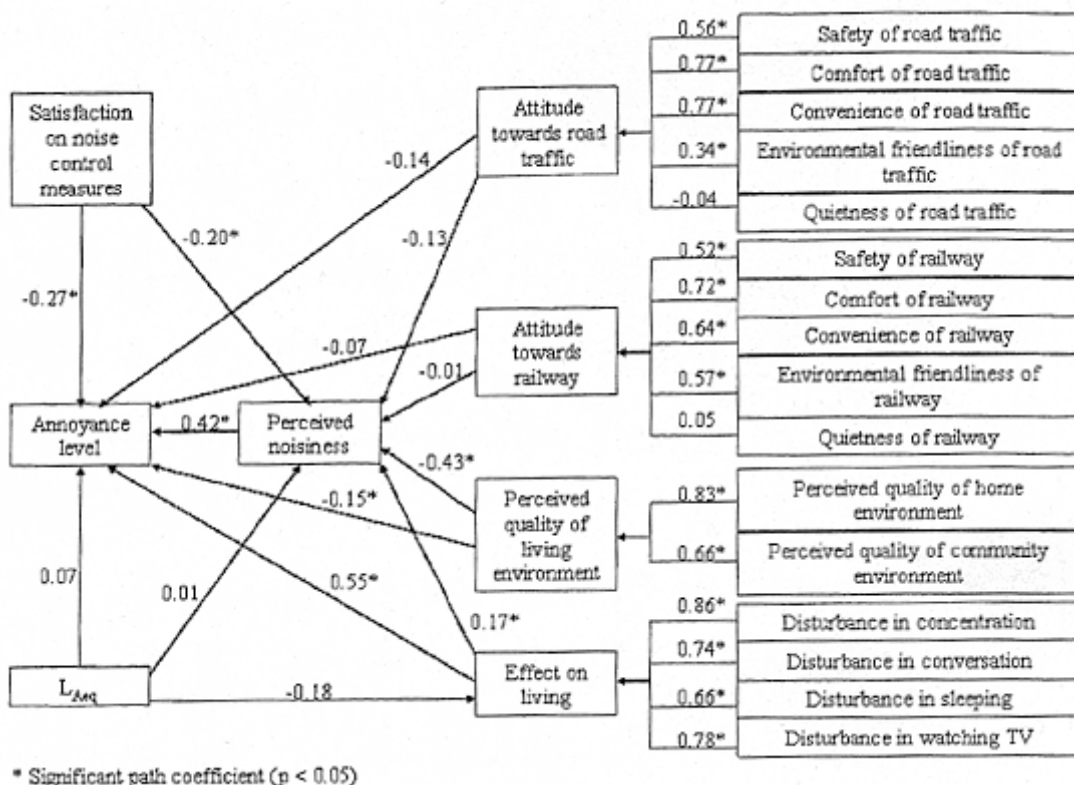 0.56*
Safety of road traffic
0.77*
Comfort of road traffic
0.77*
Convenience of road traffic
0.34*
Environmental friendliness of road
traffic
-0.04
Quietness of road traffic
Satisfaction
on noise
control
measures
Attitude
towards road
traffic
-0.14
-0.20*
-0.13
-0.27*
0.52*
Safety of railway
0.72*
Comfort of railway
0.64*
Convenience of railway
0.57*
Environmental friendliness of
railway
0.05
Quietness of railway
Attitude
towards
railway
-0.07
-0.01
Annoyance
level
0.42*
Perceived
noisiness
-0.43*
-0.15*
Perceived
quality of
living
environment
0.83*
Perceived quality of home
environment
0.66*
Perceived quality of community
environment
0.07
0.01
0.55*
0.17*
0.86*
Disturbance in concentration
0.74*
Disturbance in conversation
0.66*
Disturbance in sleeping
0.78*
Disturbance in watching TV
Effect on
living
LAeq
-0.18
* Significant path coefficient (p < 0.05)